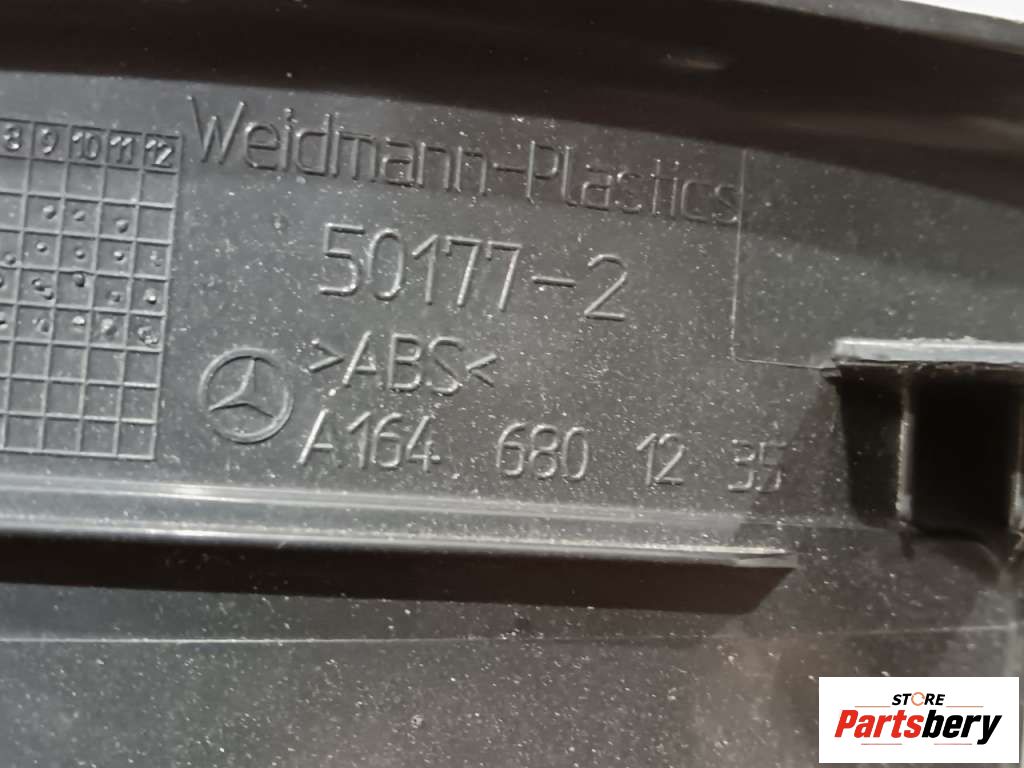 8 9 10 11 12
Weidmann-Plastics
50177-2
>ABS<
A164 680 12 35
STORE
Partsbery